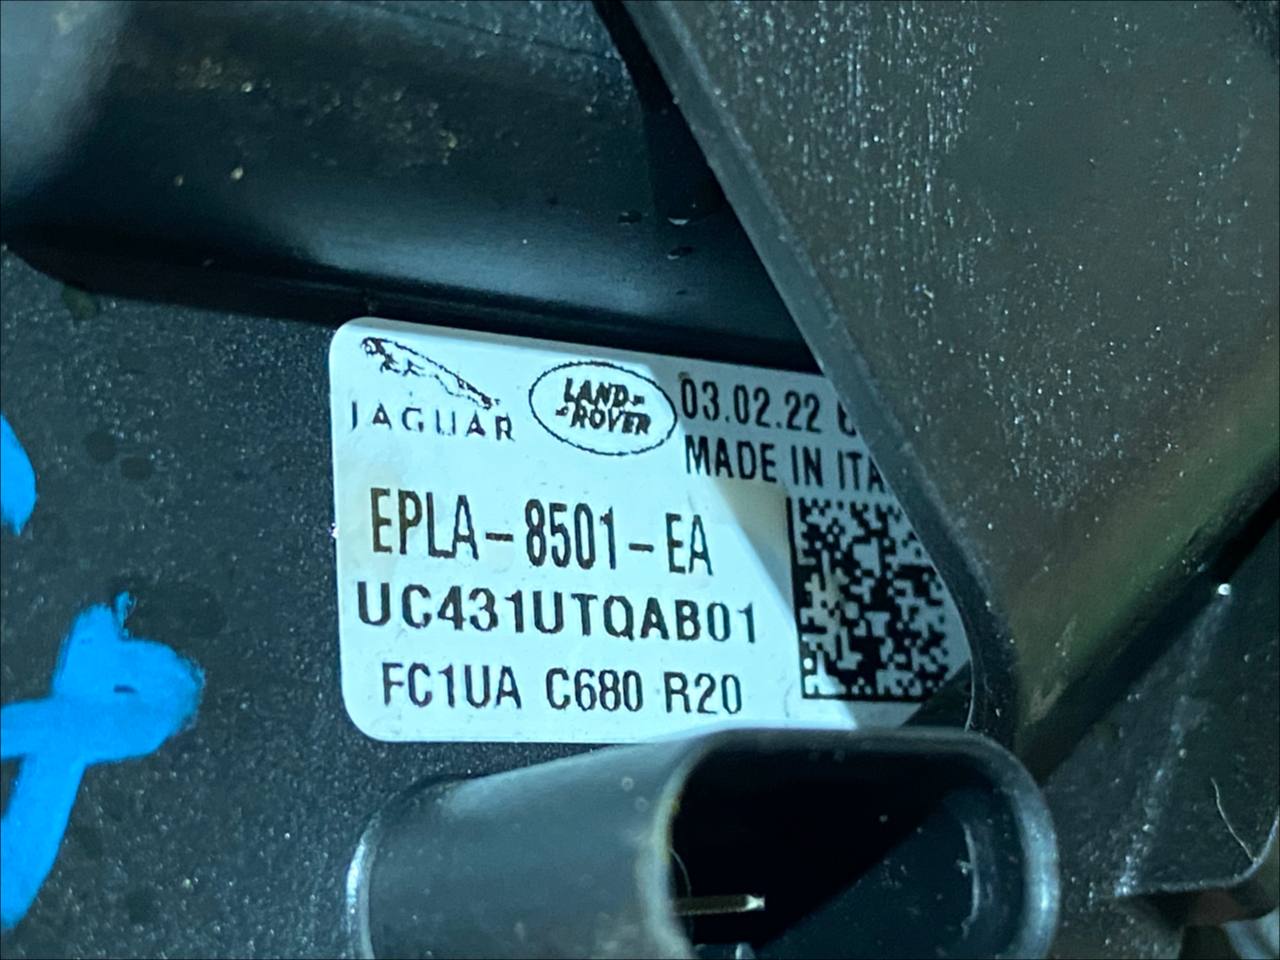 JAGUAR
LAND-
-ROVER
03.02.22
MADE IN ITA
EPLA-8501-EA
UC431UTQAB01
FC1UA C680 R20